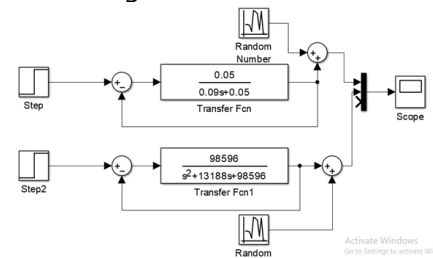 Random
Number
0.05
0.09s+0.05
Transfer Fcn
Step
Scope
98596
s²+13188s+98596
Transfer Fcn1
Step2
Random
Activate Windows
Go to Settings to activate Wi